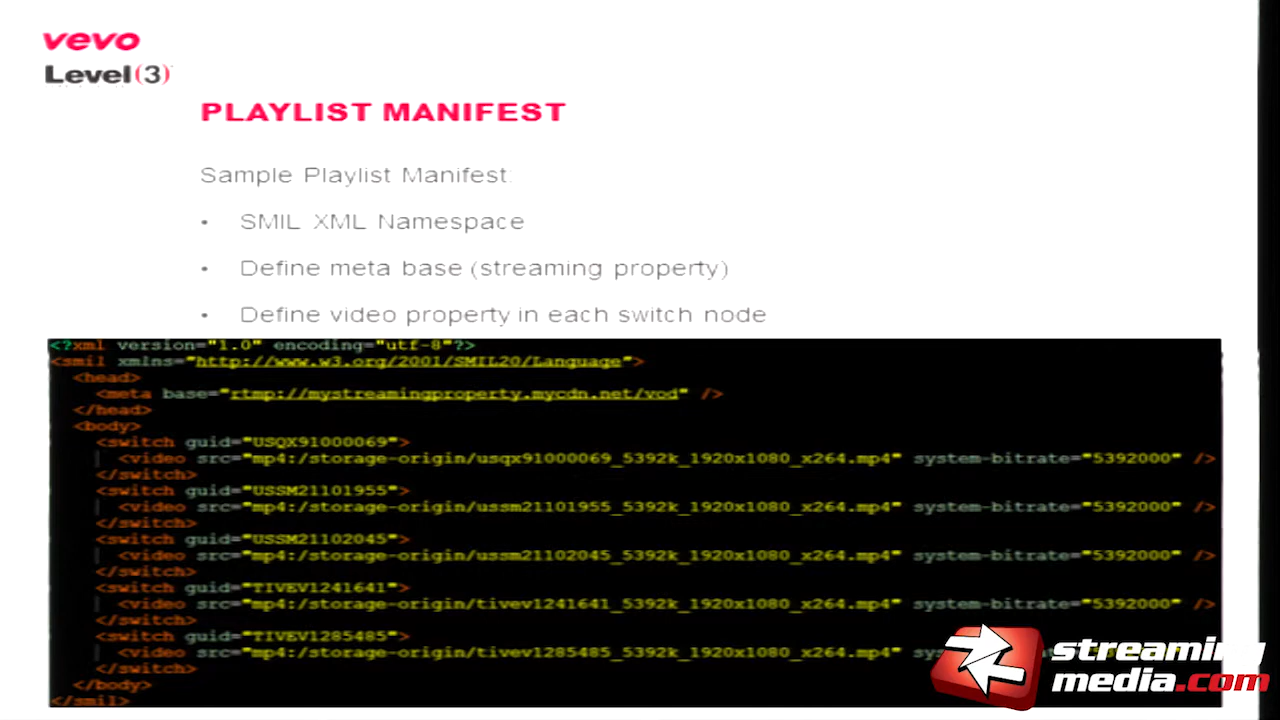 vevo
Level(3)
PLAYLIST MANIFEST
Sample Playlist Manifest:
• SMIL XML Namespace
• Define meta base (streaming property)
• Define video property in each switch node
<?xml version="1.0" encoding="utf-8"?>
<smil xmlns="http://www.w3.org/2001/SMIL20/Language">
<head>
<meta base="rtmp://mystreamingproperty.mycdn.net/vod" />
</head>
<body>
<switch guid="USQX91000069">
<video src="mp4:/storage-origin/usqx91000069_5392k_1920x1080_x264.mp4" system-bitrate="5392000" />
</switch>
<switch guid="USSM21101955">
<video src="mp4:/storage-origin/ussm21101955_5392k_1920x1080_x264.mp4" system-bitrate="5392000" />
</switch>
<switch guid="USSM21102045">
<video src="mp4:/storage-origin/ussm21102045_5392k_1920x1080_x264.mp4" system-bitrate="5392000" />
</switch>
<switch guid="TIVEV1241641">
<video src="mp4:/storage-origin/tivev1241641_5392k_1920x1080_x264.mp4" system-bitrate="5392000" />
</switch>
<switch guid="TIVEV1285485">
<video src="mp4:/storage-origin/tivev1285485_5392k_1920x1080_x264.mp4"
</switch>
</body>
</smil>
streaming
media.com